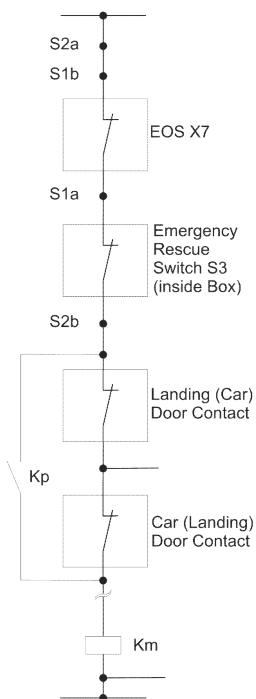 S2a
S1b
EOS X7
S1a
Emergency
Rescue
Switch S3
(inside Box)
S2b
Landing (Car)
Door Contact
Kp
Car (Landing)
Door Contact
Km